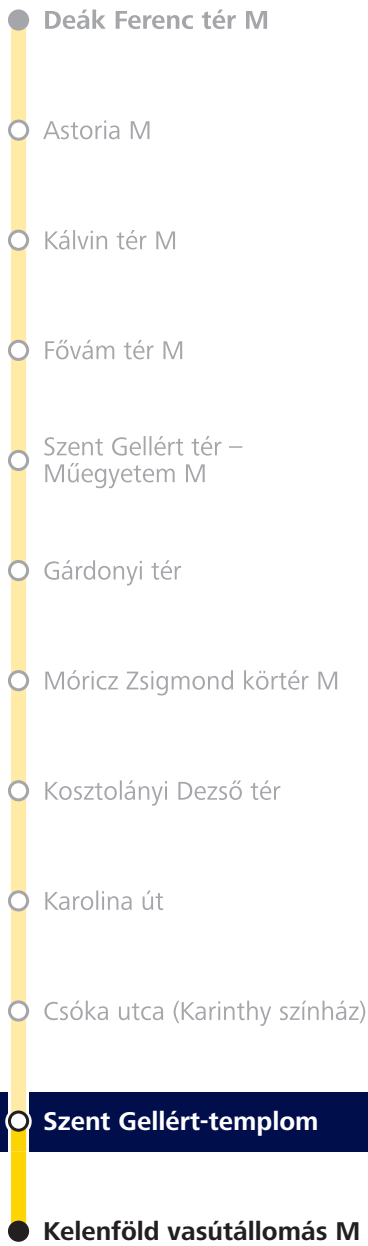 Deák Ferenc tér M
Astoria M
Kálvin tér M
Fővám tér M
Szent Gellért tér –
Műegyetem M
Gárdonyi tér
Móricz Zsigmond körtér M
Kosztolányi Dezső tér
Karolina út
Csóka utca (Karinthy színház)
Szent Gellért-templom
Kelenföld vasútállomás M